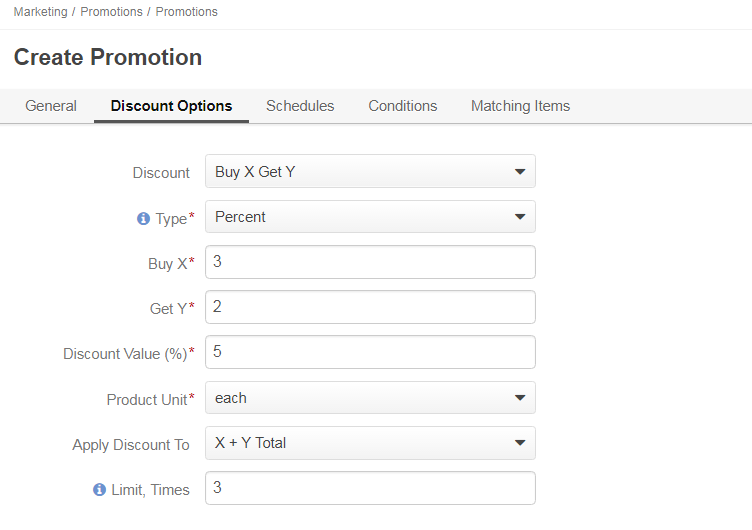 Marketing / Promotions / Promotions
Create Promotion
General Discount Options Schedules Conditions Matching Items
Discount Buy X Get Y
Type* Percent
Buy X* 3
Get Y* 2
Discount Value (%)* 5
Product Unit* each
Apply Discount To X + Y Total
Limit, Times 3